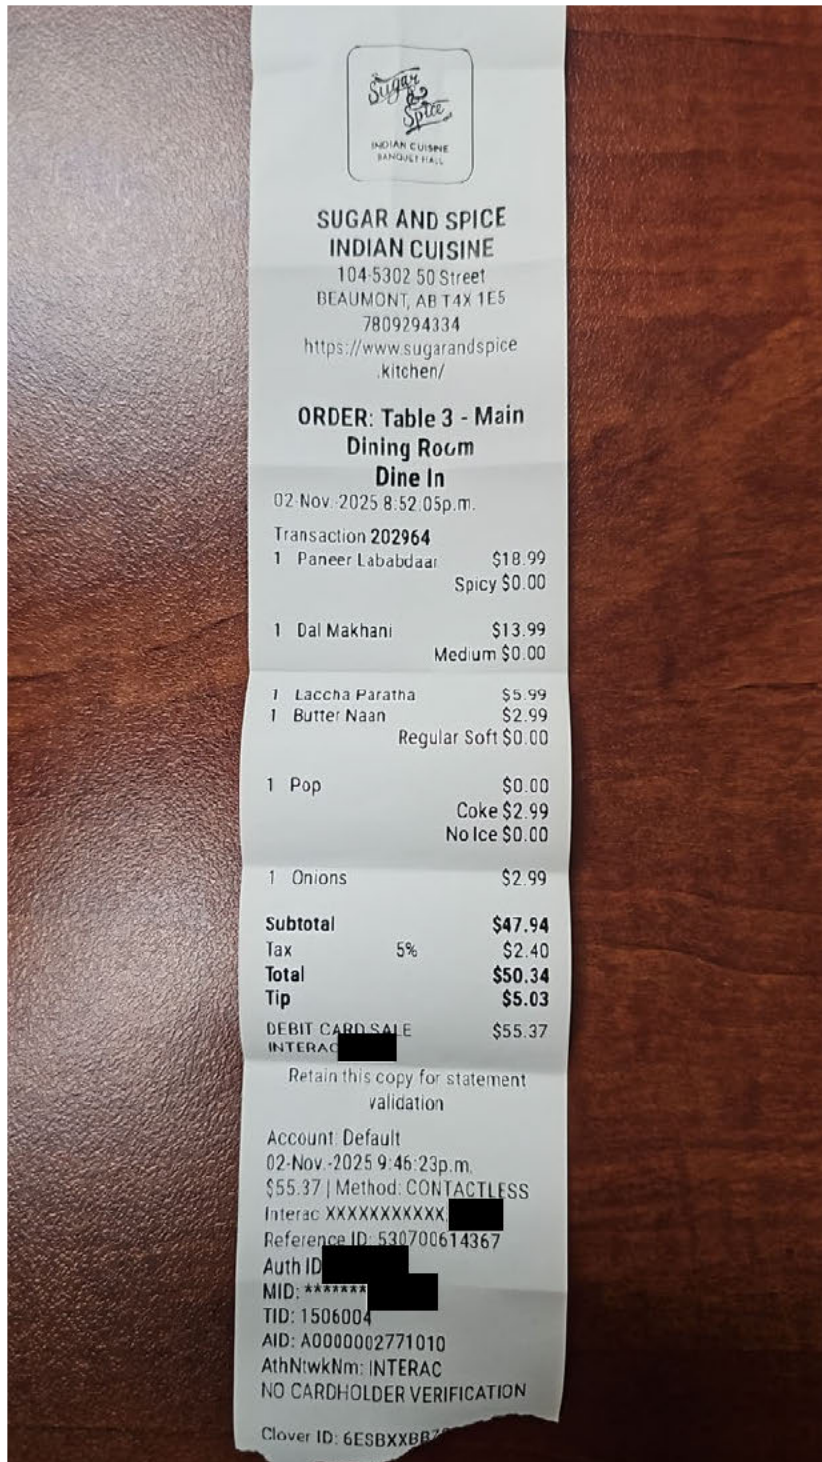 Sugar
&
Spice
INDIAN CUISINE
BANQUET HALL
SUGAR AND SPICE
INDIAN CUISINE
104-5302 50 Street
BEAUMONT, AB T4X 1E5
7809294334
https://www.sugarandspice
.kitchen/
ORDER: Table 3 - Main
Dining Room
Dine In
02-Nov.-2025 8:52:05p.m.
Transaction 202964
1 Paneer Lababdaar $18.99
Spicy $0.00
1 Dal Makhani $13.99
Medium $0.00
1 Laccha Paratha $5.99
1 Butter Naan $2.99
Regular Soft $0.00
1 Pop $0.00
Coke $2.99
No Ice $0.00
1 Onions $2.99
Subtotal $47.94
Tax 5% $2.40
Total $50.34
Tip $5.03
DEBIT CARD SALE $55.37
INTERAC
Retain this copy for statement
validation
Account: Default
02-Nov.-2025 9:46:23p.m.
$55.37 | Method: CONTACTLESS
Interac XXXXXXXXXXXX
Reference ID: 530700614367
Auth ID
MID: *******
TID: 1506004
AID: A0000002771010
AthNtwkNm: INTERAC
NO CARDHOLDER VERIFICATION
Clover ID: